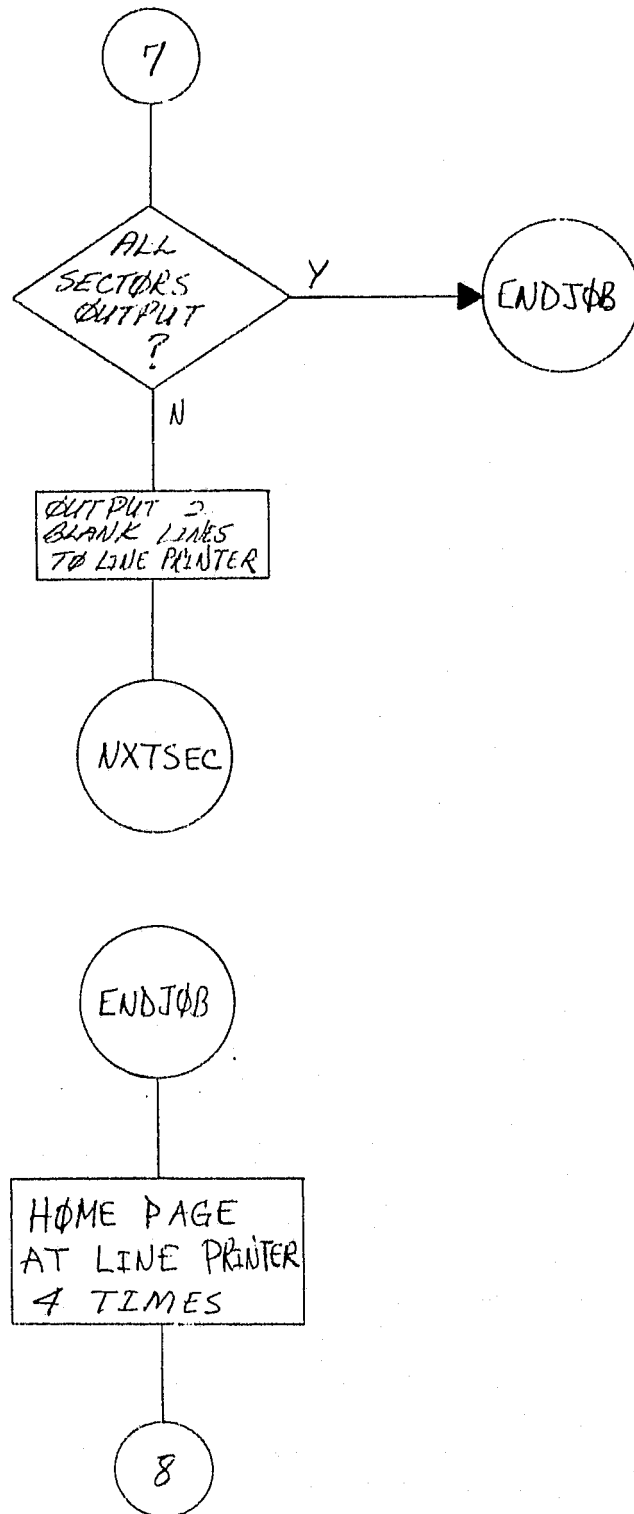 7
ALL
SECTØRS
ØUTPUT
?
Y
ENDJØB
N
ØUTPUT
BLANK LINES
TØ LINE PRINTER
NXTSEC
ENDJØB
HØME PAGE
AT LINE PRINTER
4 TIMES
8